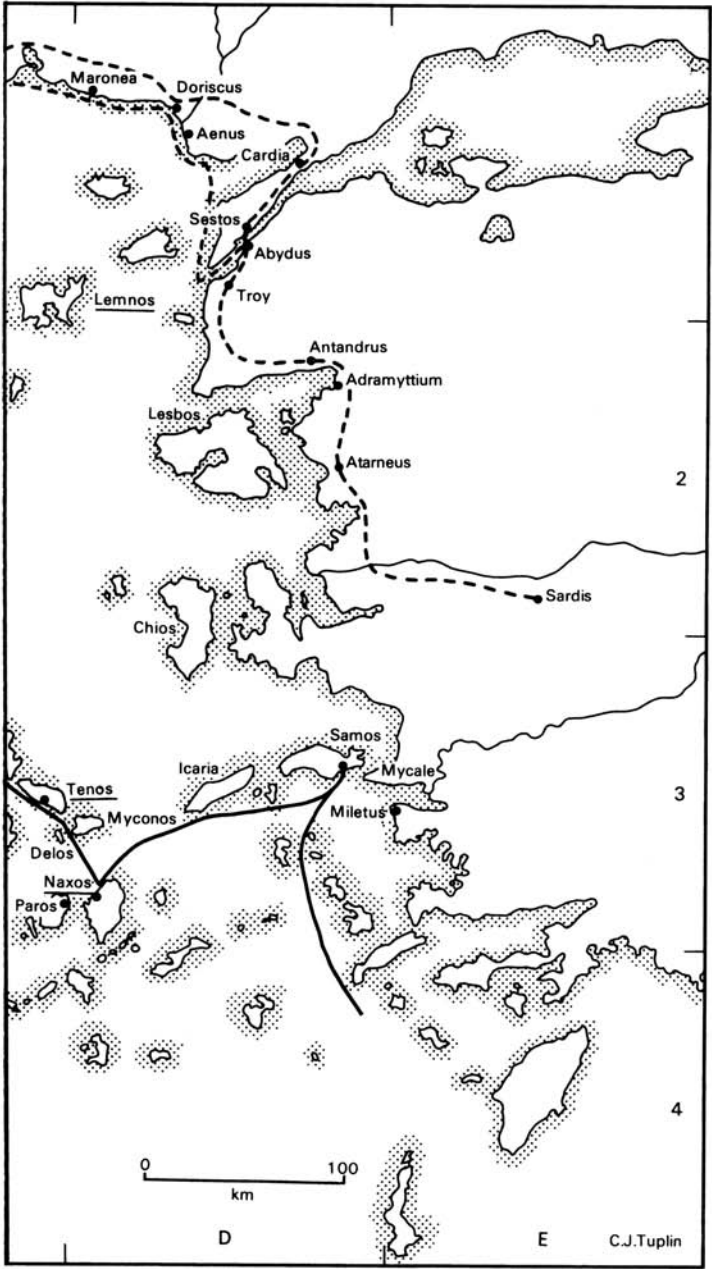 Maronea
Doriscus
Aenus
Cardia
Sestos
Abydus
Lemnos
Troy
Antandrus
Adramyttium
Lesbos
Atarneus
2
Sardis
Chios
Samos
Icaria
Mycale
Tenos
3
Myconos
Miletus
Delos
Naxos
Paros
4
0 100
km
D E C.J.Tuplin